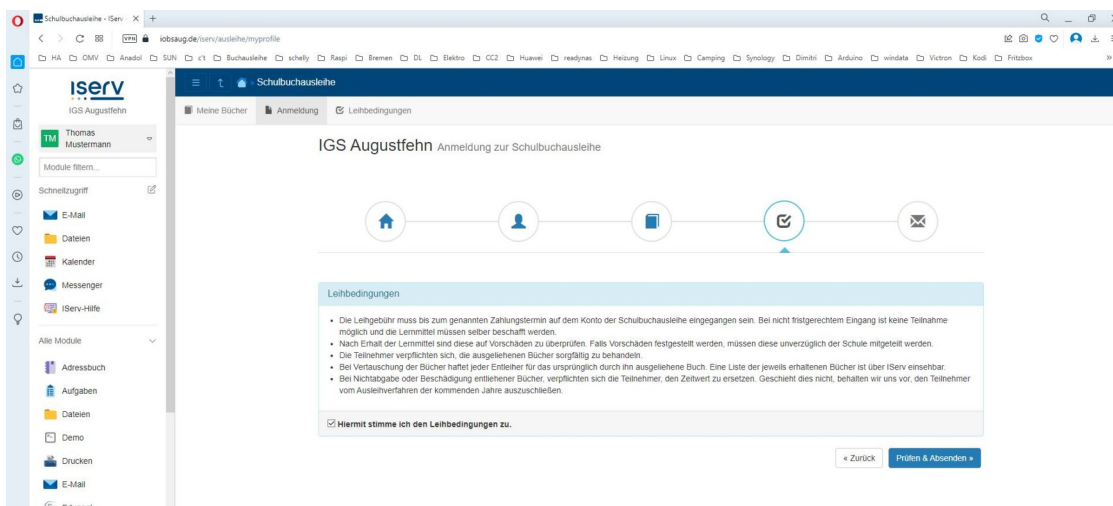 Schulbuchausleihe - IServ
VPN iobsaug.de/iserv/ausleihe/myprofile
HA OMV Anadol SUN c't Buchausleihe schelly Raspi Bremen DL Elektro CC2 Huawei readynas Heizung Linux Camping Synology Dimitri Arduino windata Victron Kodi Fritzbox
IServ
IGS Augustfehn
TM Thomas
Mustermann
Module filtern...
Schnellzugriff
E-Mail
Dateien
Kalender
Messenger
IServ-Hilfe
Alle Module
Adressbuch
Aufgaben
Dateien
Demo
Drucken
E-Mail
Schulbuchausleihe
Meine Bücher Anmeldung Leihbedingungen
IGS Augustfehn Anmeldung zur Schulbuchausleihe
Leihbedingungen
• Die Leihgebühr muss bis zum genannten Zahlungstermin auf dem Konto der Schulbuchausleihe eingegangen sein. Bei nicht fristgerechtem Eingang ist keine Teilnahme
möglich und die Lernmittel müssen selber beschafft werden.
• Nach Erhalt der Lernmittel sind diese auf Vorschäden zu überprüfen. Falls Vorschäden festgestellt werden, müssen diese unverzüglich der Schule mitgeteilt werden.
• Die Teilnehmer verpflichten sich, die ausgeliehenen Bücher sorgfältig zu behandeln.
• Bei Vertauschung der Bücher haftet jeder Entleiher für das ursprünglich durch ihn ausgeliehene Buch. Eine Liste der jeweils erhaltenen Bücher ist über IServ einsehbar.
• Bei Nichtabgabe oder Beschädigung entliehener Bücher, verpflichten sich die Teilnehmer, den Zeitwert zu ersetzen. Geschieht dies nicht, behalten wir uns vor, den Teilnehmer
vom Ausleihverfahren der kommenden Jahre auszuschließen.
Hiermit stimme ich den Leihbedingungen zu.
« Zurück Prüfen & Absenden »